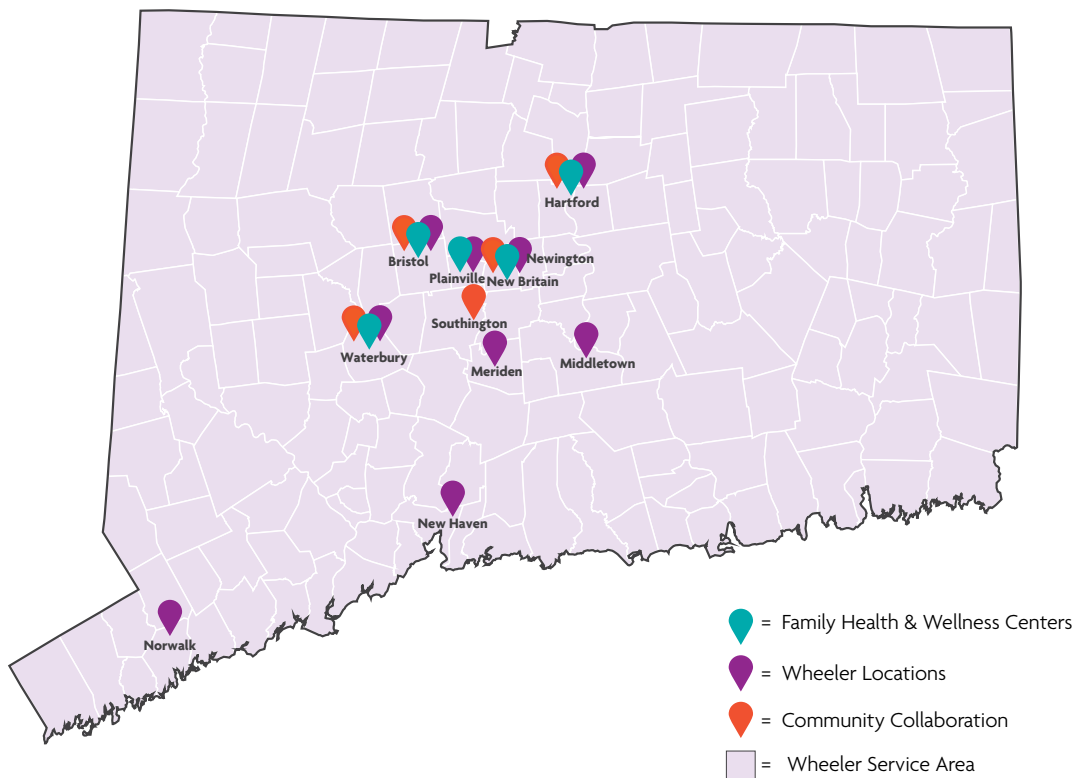 Hartford
Bristol
Newington
Plainville
New Britain
Southington
Waterbury
Meriden
Middletown
New Haven
Norwalk
= Family Health & Wellness Centers
= Wheeler Locations
= Community Collaboration
= Wheeler Service Area